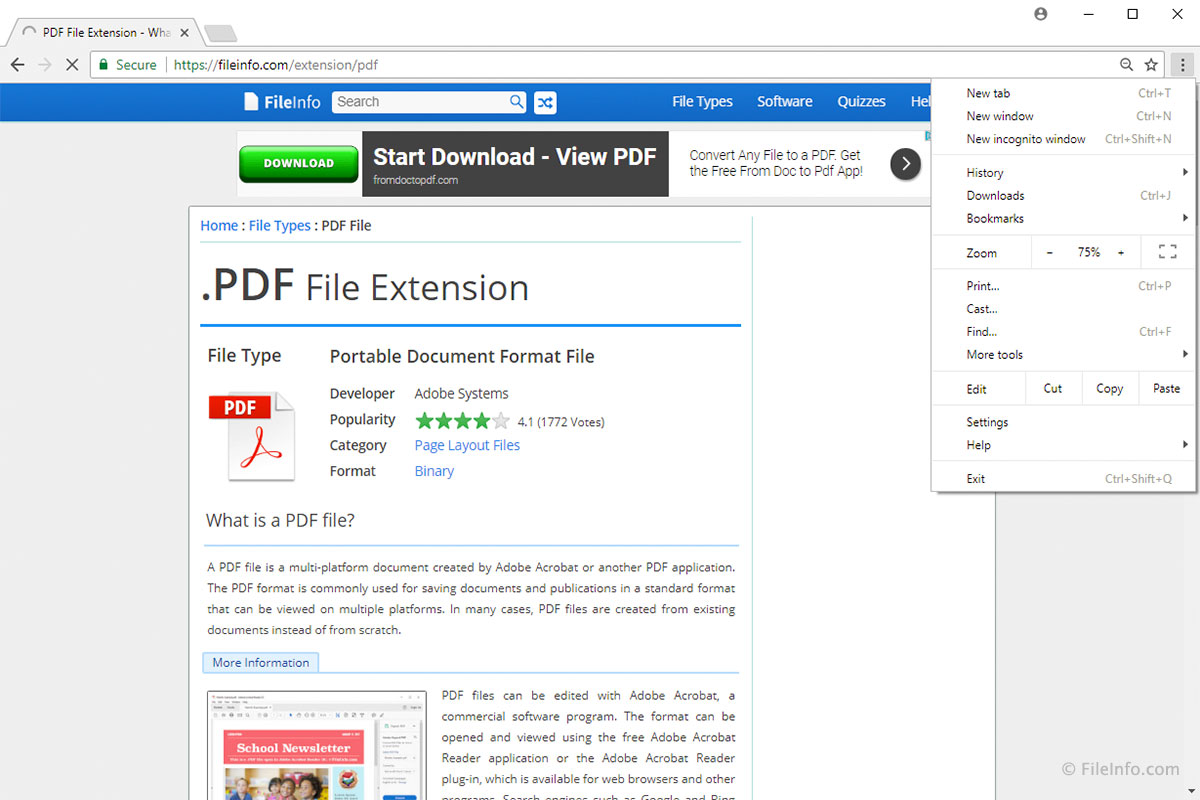 PDF File Extension - Wha
Secure https://fileinfo.com/extension/pdf
FileInfo
Search
File Types
Software
Quizzes
Hel
DOWNLOAD
Start Download - View PDF
fromdoctopdf.com
Convert Any File to a PDF. Get
the Free From Doc to Pdf App!
New tab Ctrl+T
New window Ctrl+N
New incognito window Ctrl+Shift+N
History
Downloads Ctrl+J
Bookmarks
Zoom - 75% +
Print... Ctrl+P
Cast...
Find... Ctrl+F
More tools
Edit Cut Copy Paste
Settings
Help
Exit Ctrl+Shift+Q
Home : File Types : PDF File
.PDF File Extension
File Type
PDF
Portable Document Format File
Developer Adobe Systems
Popularity 4.1 (1772 Votes)
Category Page Layout Files
Format Binary
What is a PDF file?
A PDF file is a multi-platform document created by Adobe Acrobat or another PDF application.
The PDF format is commonly used for saving documents and publications in a standard format
that can be viewed on multiple platforms. In many cases, PDF files are created from existing
documents instead of from scratch.
More Information
School Newsletter
PDF files can be edited with Adobe Acrobat, a
commercial software program. The format can be
opened and viewed using the free Adobe Acrobat
Reader application or the Adobe Acrobat Reader
plug-in, which is available for web browsers and other
programs. Search engines such as Google and Bing
© FileInfo.com